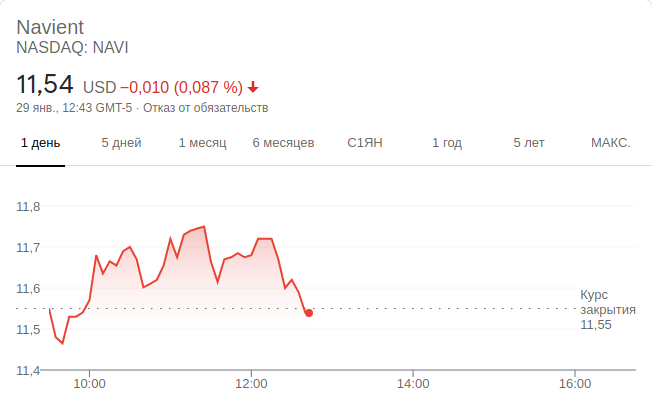 Navient
NASDAQ: NAVI
11,54 USD −0,010 (0,087 %)
29 янв., 12:43 GMT-5 · Отказ от обязательств
1 день 5 дней 1 месяц 6 месяцев С1ЯН 1 год 5 лет МАКС.
11,8
11,7
11,6
11,5
11,4
Курс
закрытия
11,55
10:00 12:00 14:00 16:00